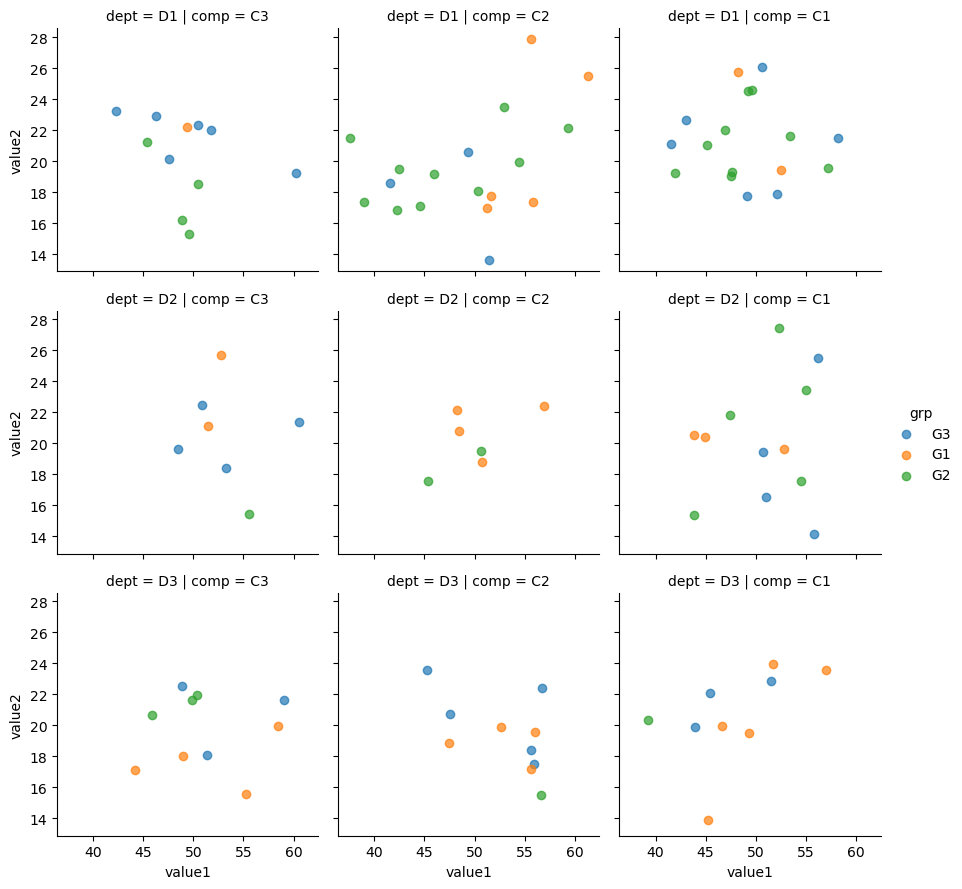 dept = D1 | comp = C3
dept = D1 | comp = C2
dept = D1 | comp = C1
28
26
24
22
20
18
16
14
value2
dept = D2 | comp = C3
dept = D2 | comp = C2
dept = D2 | comp = C1
28
26
24
22
20
18
16
14
value2
grp
G3
G1
G2
dept = D3 | comp = C3
dept = D3 | comp = C2
dept = D3 | comp = C1
28
26
24
22
20
18
16
14
value2
40 45 50 55 60
40 45 50 55 60
40 45 50 55 60
value1
value1
value1